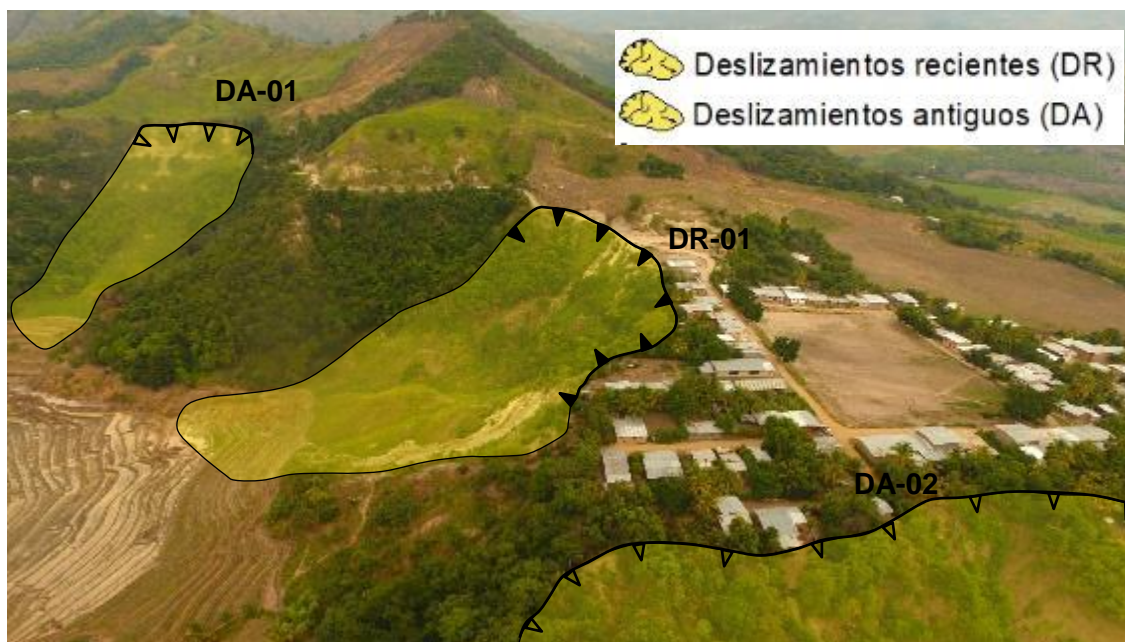 Deslizamientos recientes (DR)
Deslizamientos antiguos (DA)
DA-01
DR-01
DA-02